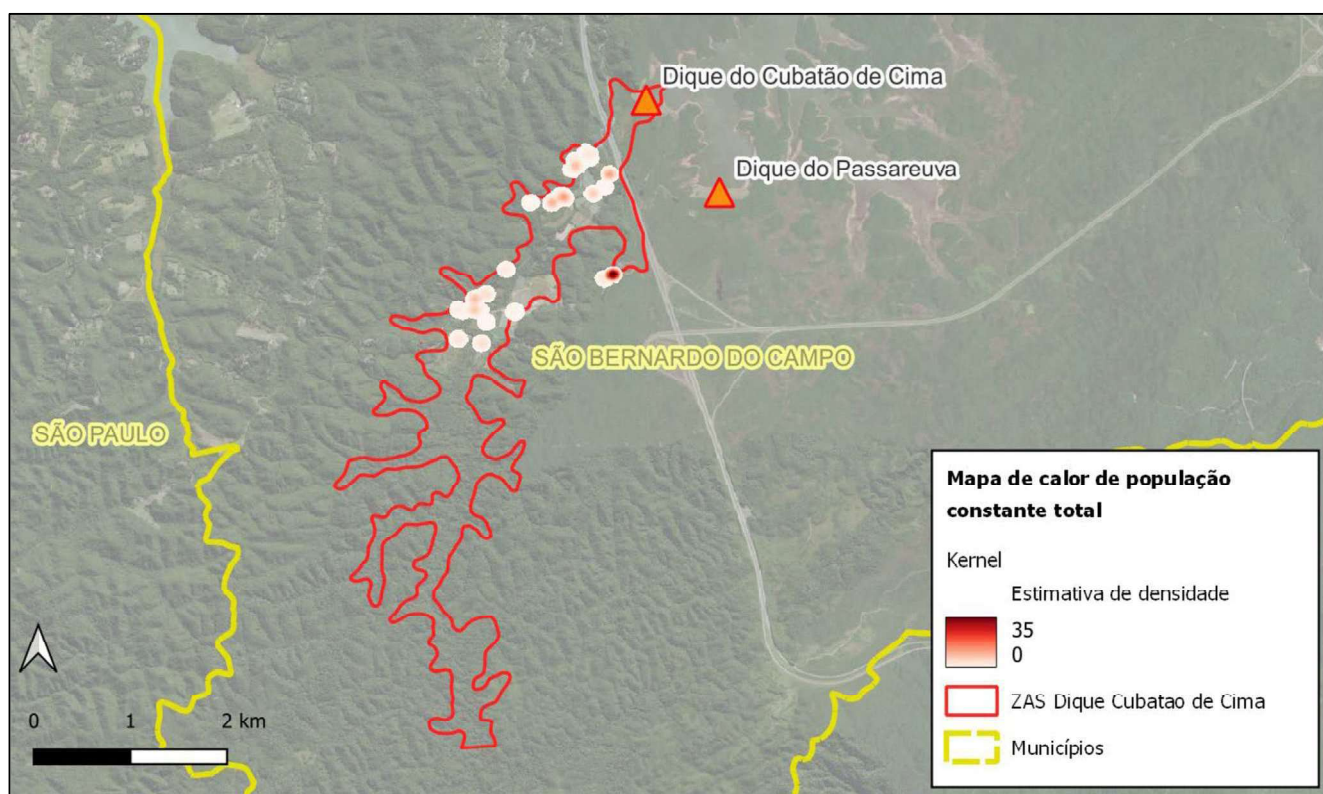 Dique do Cubatão de Cima
Dique do Passareuva
SÃO BERNARDO DO CAMPO
SÃO PAULO
0 1 2 km
Mapa de calor de população
constante total
Kernel
Estimativa de densidade
35
0
ZAS Dique Cubatao de Cima
Municípios